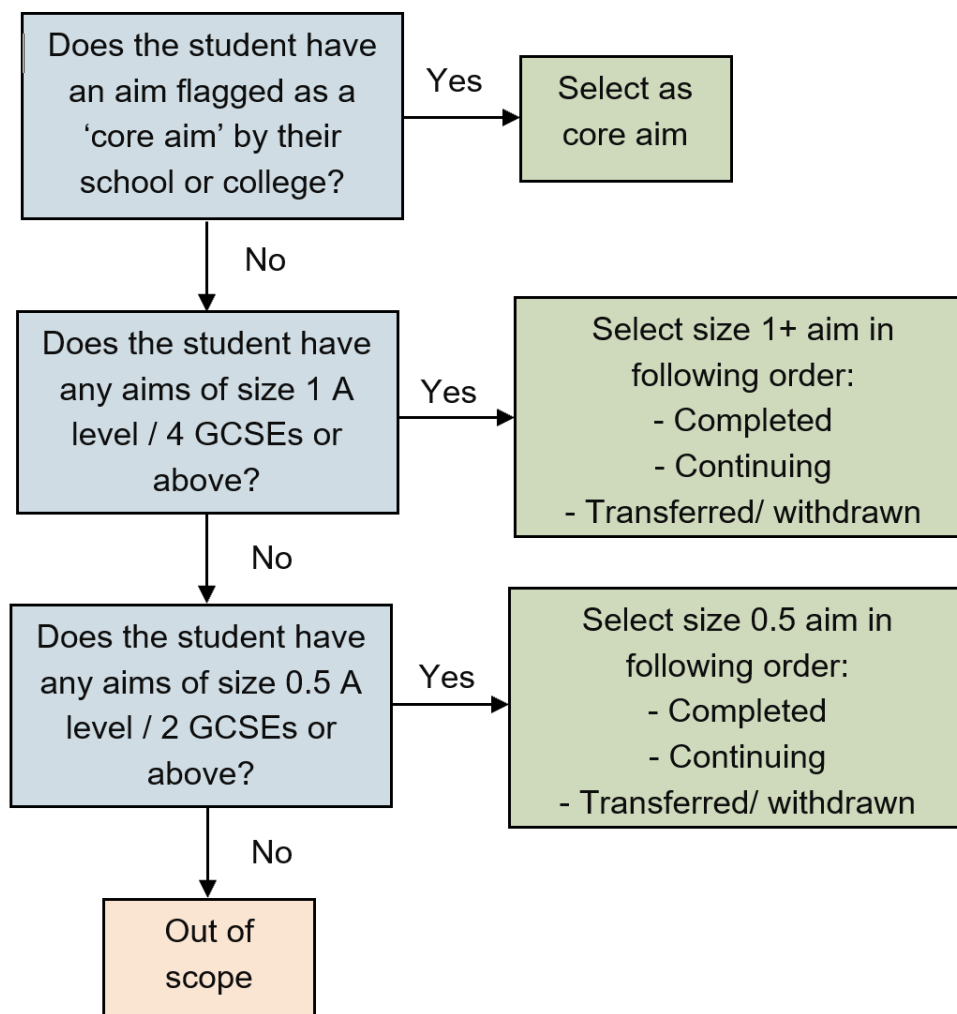 Does the student have
an aim flagged as a
‘core aim’ by their
school or college?
Yes
Select as
core aim
No
Does the student have
any aims of size 1 A
level / 4 GCSEs or
above?
Yes
Select size 1+ aim in
following order:
- Completed
- Continuing
- Transferred/ withdrawn
No
Does the student have
any aims of size 0.5 A
level / 2 GCSEs or
above?
Yes
Select size 0.5 aim in
following order:
- Completed
- Continuing
- Transferred/ withdrawn
No
Out of
scope